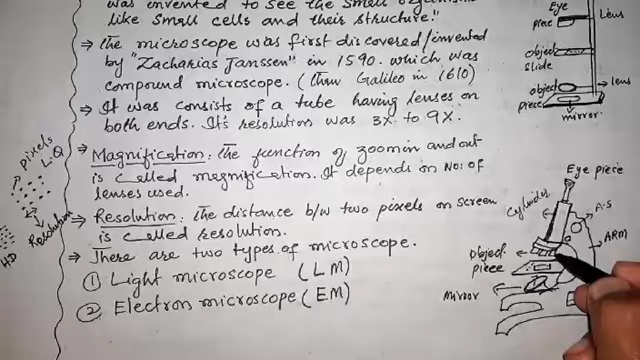 was invented to see the small organisms
like small cells and their structure."
→ The microscope was first discovered/invented
by "Zacharias Janssen" in 1590. which was
compound microscope. (thrw Galileo in 1610)
→ It was consists of a tube having lenses on
both ends. It's resolution was 3X to 9X.
→ Magnification: The function of zoomin and out
is called magnification. It depends on No: of
lenses used.
→ Resolution: The distance b/w two pixels on screen
is called resolution.
→ There are two types of microscope.
① Light microscope (LM)
② Electron microscope (EM)
pixels
L.Q
Resolution
HD
Eye
piece
Lens
object
slide
object
piece
lens
mirror
Eye piece
Cylinder
A.S
ARM
Object
piece
Mirror